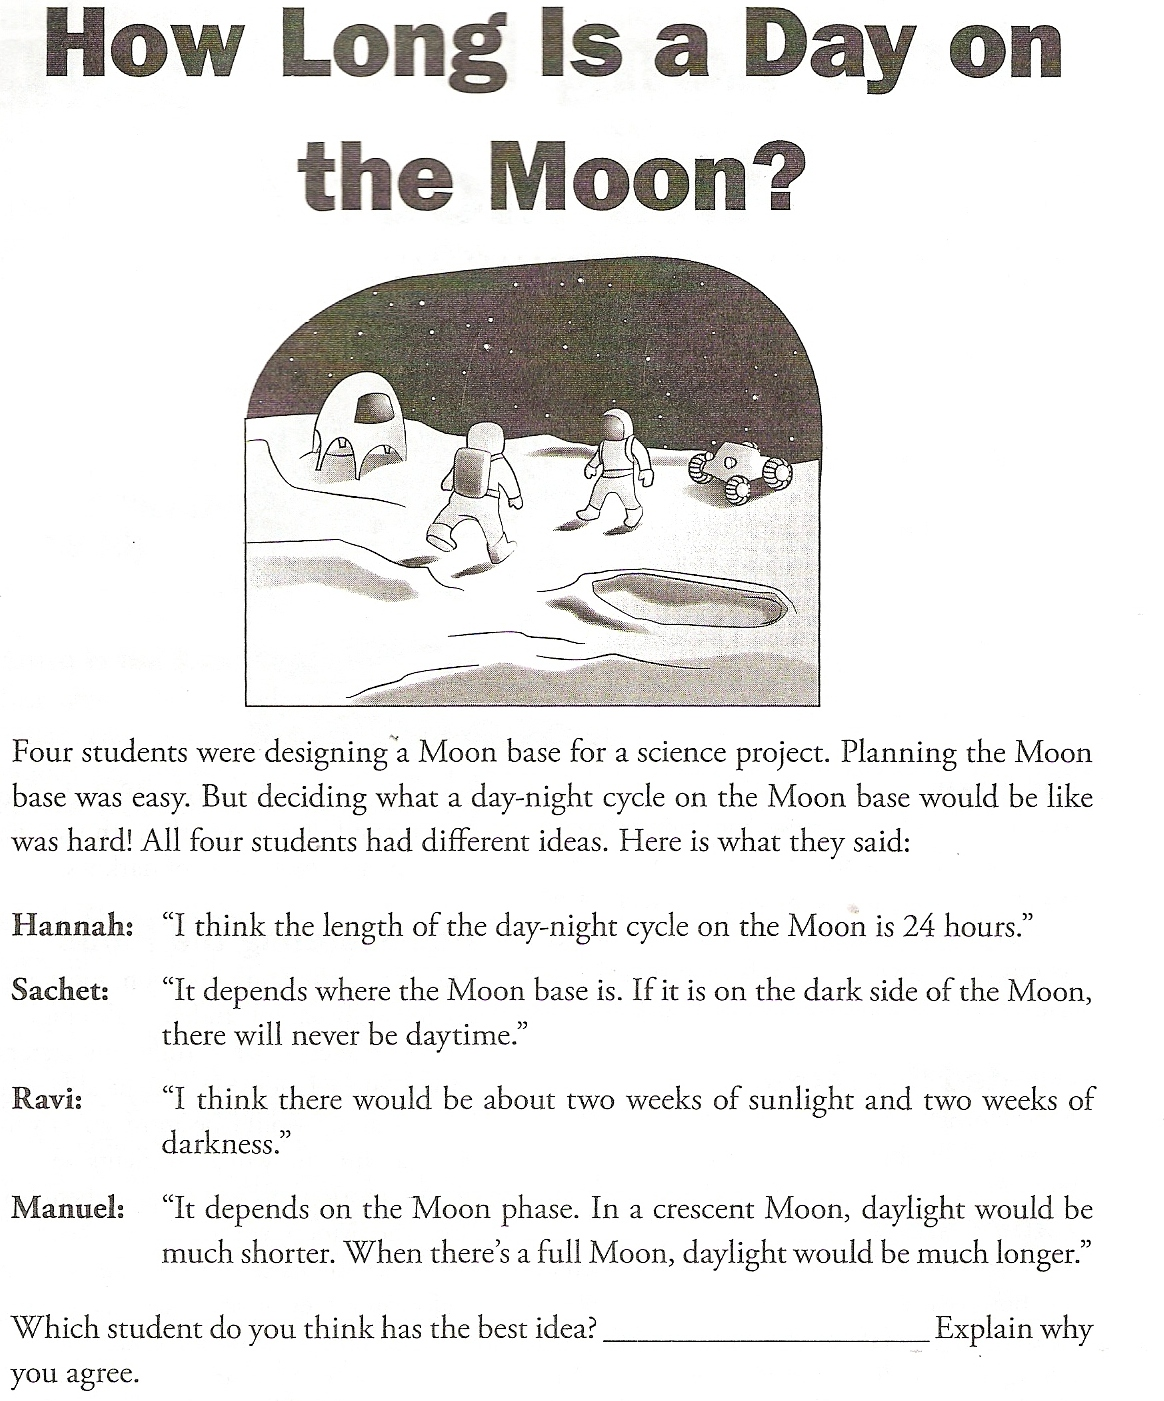 How Long Is a Day on
the Moon?
Four students were designing a Moon base for a science project. Planning the Moon
base was easy. But deciding what a day-night cycle on the Moon base would be like
was hard! All four students had different ideas. Here is what they said:
Hannah: “I think the length of the day-night cycle on the Moon is 24 hours.”
Sachet: “It depends where the Moon base is. If it is on the dark side of the Moon,
there will never be daytime.”
Ravi: “I think there would be about two weeks of sunlight and two weeks of
darkness.”
Manuel: “It depends on the Moon phase. In a crescent Moon, daylight would be
much shorter. When there’s a full Moon, daylight would be much longer.”
Which student do you think has the best idea? ____________________ Explain why
you agree.